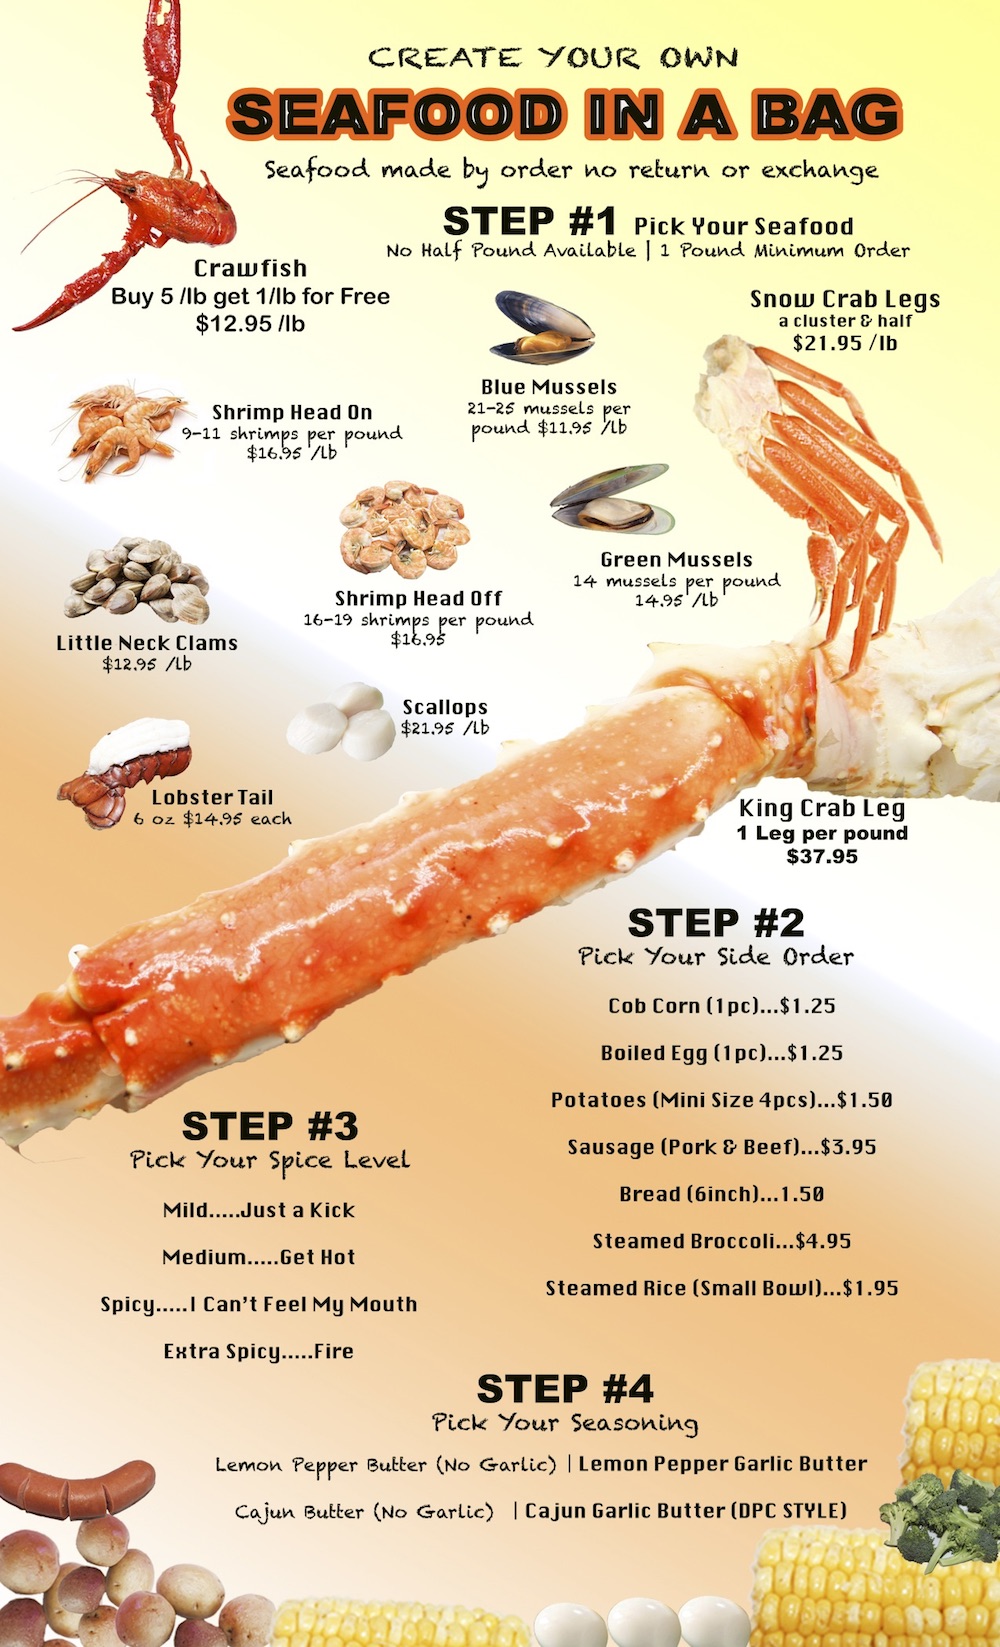 CREATE YOUR OWN
SEAFOOD IN A BAG
Seafood made by order no return or exchange
STEP #1 Pick Your Seafood
No Half Pound Available | 1 Pound Minimum Order
Crawfish
Buy 5 /lb get 1/lb for Free
$12.95 /lb
Snow Crab Legs
a cluster & half
$21.95 /lb
Blue Mussels
21-25 mussels per
pound $11.95 /lb
Shrimp Head On
9-11 shrimps per pound
$16.95 /lb
Green Mussels
14 mussels per pound
14.95 /lb
Shrimp Head Off
16-19 shrimps per pound
$16.95
Little Neck Clams
$12.95 /lb
Scallops
$21.95 /lb
Lobster Tail
6 oz $14.95 each
King Crab Leg
1 Leg per pound
$37.95
STEP #2
Pick Your Side Order
Cob Corn (1pc)...$1.25
Boiled Egg (1pc)...$1.25
Potatoes (Mini Size 4pcs)...$1.50
Sausage (Pork & Beef)...$3.95
Bread (6inch)...1.50
Steamed Broccoli...$4.95
Steamed Rice (Small Bowl)...$1.95
STEP #3
Pick Your Spice Level
Mild.....Just a Kick
Medium.....Get Hot
Spicy.....I Can't Feel My Mouth
Extra Spicy.....Fire
STEP #4
Pick Your Seasoning
Lemon Pepper Butter (No Garlic) | Lemon Pepper Garlic Butter
Cajun Butter (No Garlic) | Cajun Garlic Butter (DPC STYLE)